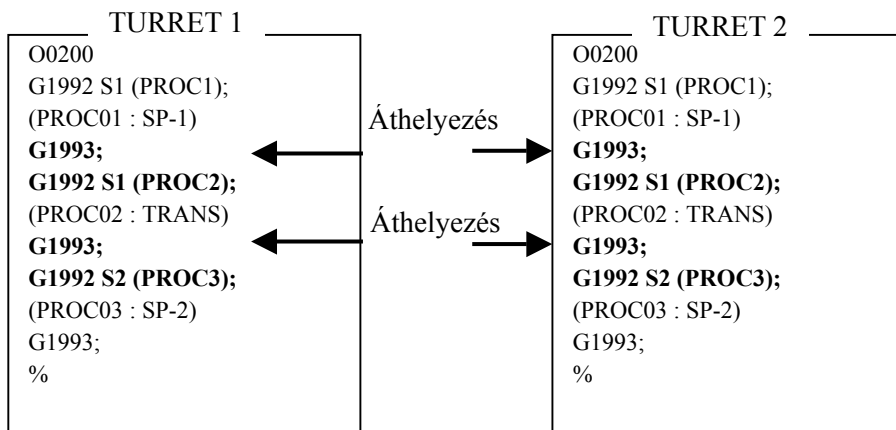 TURRET 1
O0200
G1992 S1 (PROC1);
(PROC01 : SP-1)
G1993;
G1992 S1 (PROC2);
(PROC02 : TRANS)
G1993;
G1992 S2 (PROC3);
(PROC03 : SP-2)
G1993;
%
Áthelyezés
Áthelyezés
TURRET 2
O0200
G1992 S1 (PROC1);
(PROC01 : SP-1)
G1993;
G1992 S1 (PROC2);
(PROC02 : TRANS)
G1993;
G1992 S2 (PROC3);
(PROC03 : SP-2)
G1993;
%